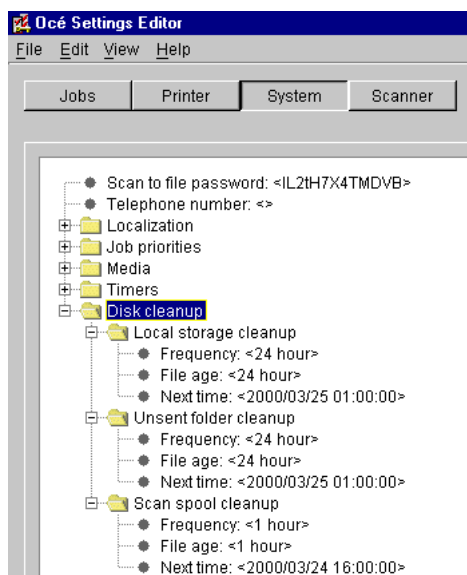 Océ Settings Editor
File Edit View Help
Jobs Printer System Scanner
Scan to file password: <IL2tH7X4TMDVB>
Telephone number: <>
Localization
Job priorities
Media
Timers
Disk cleanup
Local storage cleanup
Frequency: <24 hour>
File age: <24 hour>
Next time: <2000/03/25 01:00:00>
Unsent folder cleanup
Frequency: <24 hour>
File age: <24 hour>
Next time: <2000/03/25 01:00:00>
Scan spool cleanup
Frequency: <1 hour>
File age: <1 hour>
Next time: <2000/03/24 16:00:00>